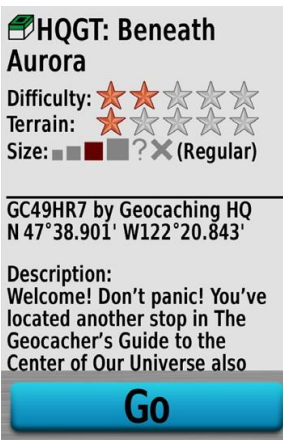 HQGT: Beneath
Aurora
Difficulty:
Terrain:
Size: ? (Regular)
GC49HR7 by Geocaching HQ
N 47°38.901' W122°20.843'
Description:
Welcome! Don't panic! You've
located another stop in The
Geocacher's Guide to the
Center of Our Universe also
Go